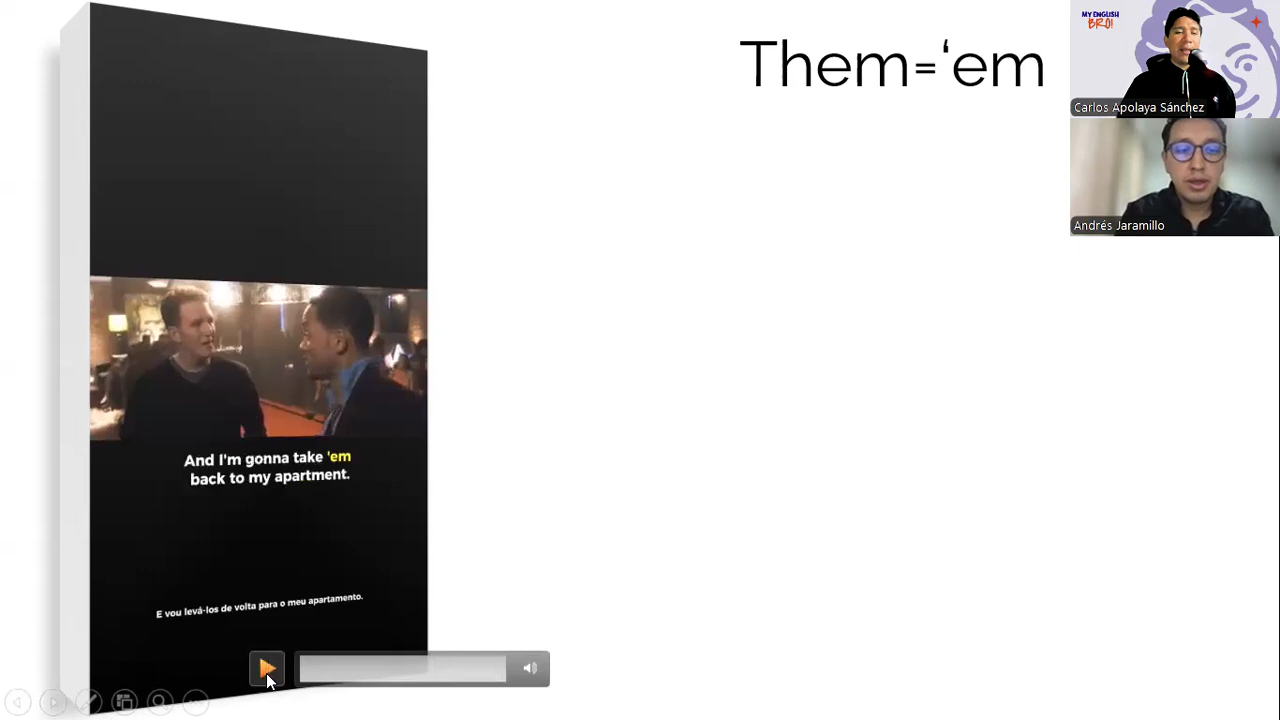 Them=‘em
MY ENGLISH
BRO!
Carlos Apolaya Sánchez
Andrés Jaramillo
And I'm gonna take 'em
back to my apartment.
E vou levá-los de volta para o meu apartamento.